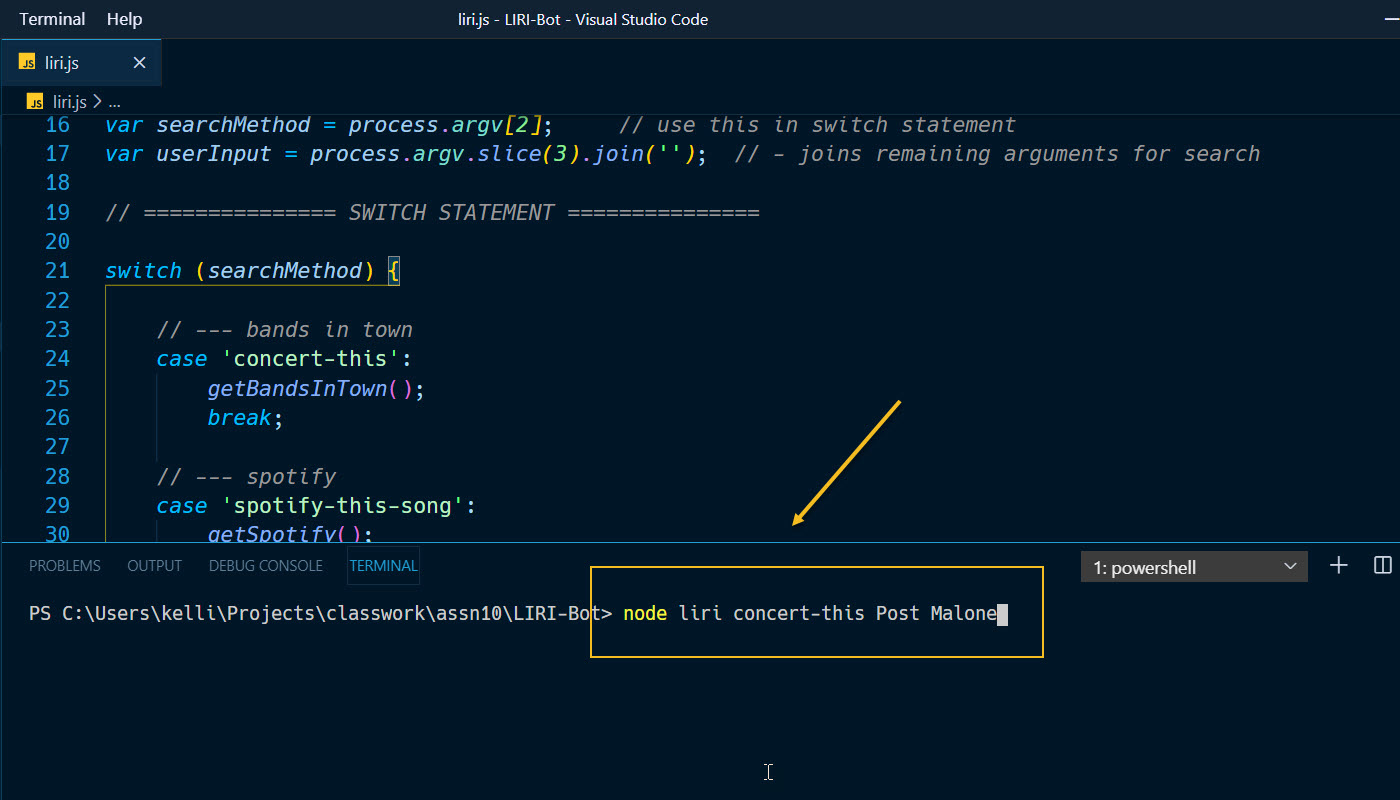 Terminal Help liri.js - LIRI-Bot - Visual Studio Code
JS liri.js
JS liri.js > ...
16 var searchMethod = process.argv[2];     // use this in switch statement
17 var userInput = process.argv.slice(3).join('');  // - joins remaining arguments for search
18
19 // =============== SWITCH STATEMENT ===============
20
21 switch (searchMethod) {
22
23     // --- bands in town
24     case 'concert-this':
25         getBandsInTown();
26         break;
27
28     // --- spotify
29     case 'spotify-this-song':
30         getSpotify();
PROBLEMS OUTPUT DEBUG CONSOLE TERMINAL 1: powershell
PS C:\Users\kelli\Projects\classwork\assn10\LIRI-Bot> node liri concert-this Post Malone